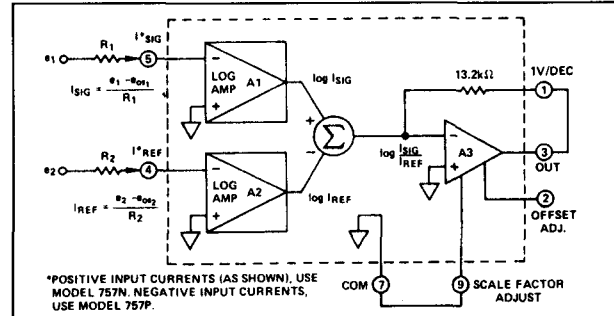 e1
R1
I*SIG
5
ISIG = e1 - eos1 / R1
LOG AMP
A1
-
+
log ISIG
+
Σ
-
e2
R2
I*REF
4
IREF = e2 - eos2 / R2
LOG AMP
A2
-
+
log IREF
log ISIG / IREF
13.2kΩ
1V/DEC
1
-
+
A3
3
OUT
2
OFFSET
ADJ.
COM
7
9
SCALE FACTOR
ADJUST
*POSITIVE INPUT CURRENTS (AS SHOWN), USE
MODEL 757N. NEGATIVE INPUT CURRENTS,
USE MODEL 757P.